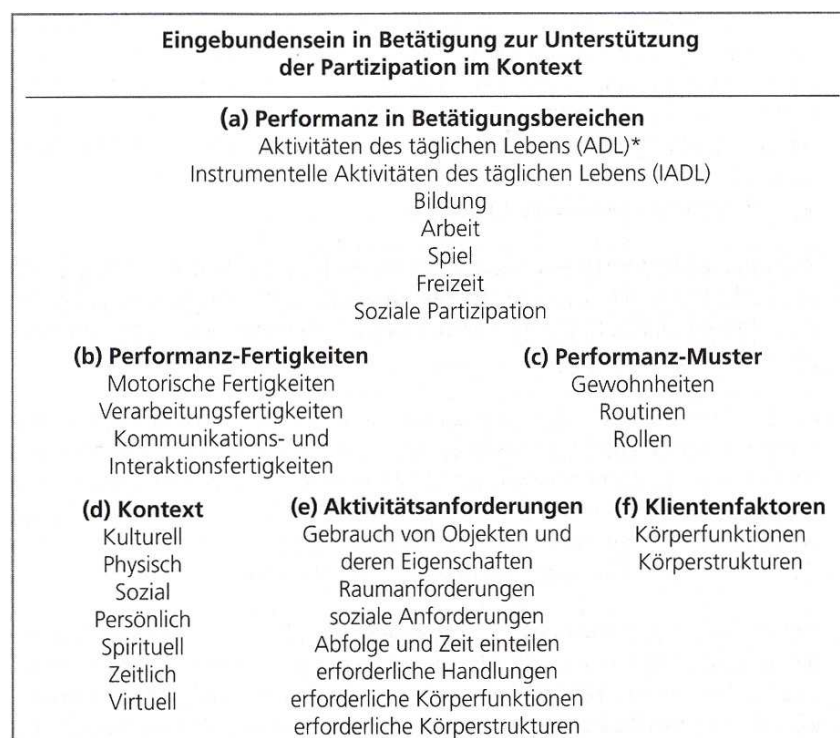 Eingebundensein in Betätigung zur Unterstützung
der Partizipation im Kontext
(a) Performanz in Betätigungsbereichen
Aktivitäten des täglichen Lebens (ADL)*
Instrumentelle Aktivitäten des täglichen Lebens (IADL)
Bildung
Arbeit
Spiel
Freizeit
Soziale Partizipation
(b) Performanz-Fertigkeiten
Motorische Fertigkeiten
Verarbeitungsfertigkeiten
Kommunikations- und
Interaktionsfertigkeiten
(c) Performanz-Muster
Gewohnheiten
Routinen
Rollen
(d) Kontext
Kulturell
Physisch
Sozial
Persönlich
Spirituell
Zeitlich
Virtuell
(e) Aktivitätsanforderungen
Gebrauch von Objekten und
deren Eigenschaften
Raumanforderungen
soziale Anforderungen
Abfolge und Zeit einteilen
erforderliche Handlungen
erforderliche Körperfunktionen
erforderliche Körperstrukturen
(f) Klientenfaktoren
Körperfunktionen
Körperstrukturen